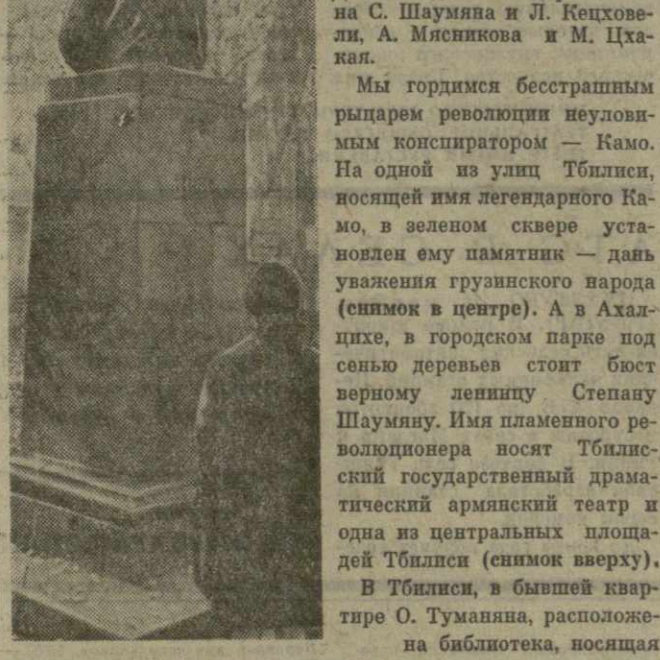 на С. Шаумяна и Л. Кецхове-
ли, А. Мясникова и М. Цха-
кая.
Мы гордимся бесстрашным
рыцарем революции неулови-
мым конспиратором — Камо.
На одной из улиц Тбилиси,
носящей имя легендарного Ка-
мо, в зеленом сквере уста-
новлен ему памятник — дань
уважения грузинского народа
(снимок в центре). А в Ахал-
цихе, в городском парке под
сенью деревьев стоит бюст
верному ленинцу Степану
Шаумяну. Имя пламенного ре-
волюционера носят Тбилис-
ский государственный драма-
тический армянский театр и
одна из центральных площа-
дей Тбилиси (снимок вверху).
В Тбилиси, в бывшей квар-
тире О. Туманяна, расположе-
на библиотека, носящая